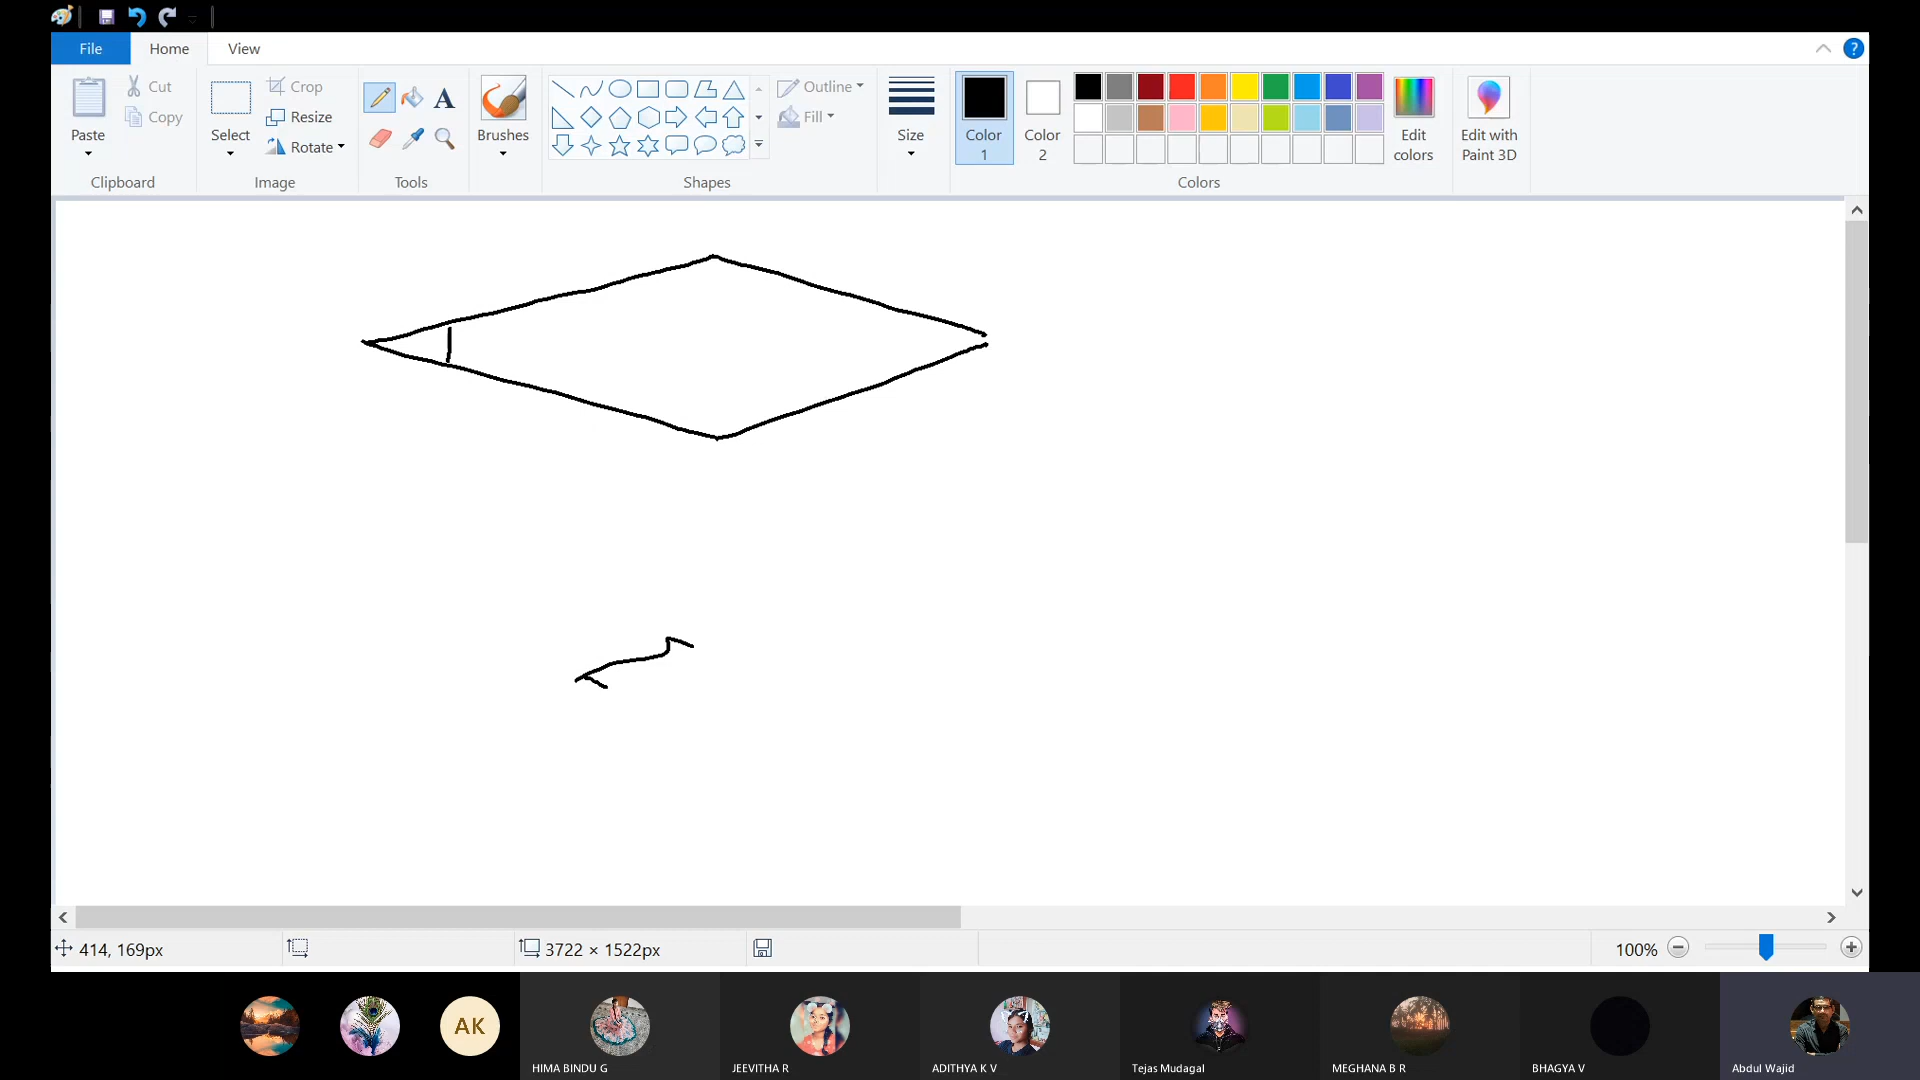 File Home View ?
Cut Crop Outline
Copy Resize Fill
Paste Select Rotate A Brushes Size Color 1 Color 2 Edit colors Edit with Paint 3D
Clipboard Image Tools Shapes Colors
414, 169px 3722 × 1522px 100%
AK
HIMA BINDU G JEEVITHA R ADITHYA K V Tejas Mudagal MEGHANA B R BHAGYA V Abdul Wajid